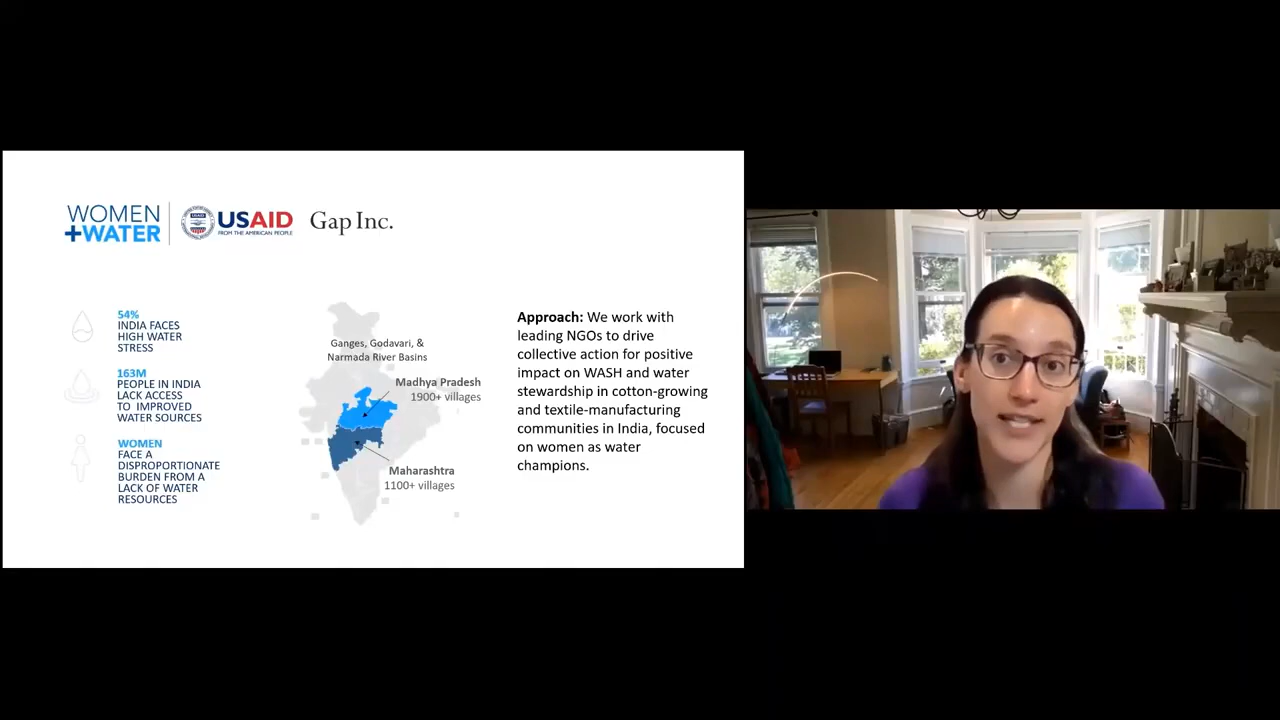 WOMEN
+WATER
USAID
FROM THE AMERICAN PEOPLE
Gap Inc.
54%
INDIA FACES
HIGH WATER
STRESS
163M
PEOPLE IN INDIA
LACK ACCESS
TO IMPROVED
WATER SOURCES
WOMEN
FACE A
DISPROPORTIONATE
BURDEN FROM A
LACK OF WATER
RESOURCES
Ganges, Godavari, &
Narmada River Basins
Madhya Pradesh
1900+ villages
Maharashtra
1100+ villages
Approach: We work with
leading NGOs to drive
collective action for positive
impact on WASH and water
stewardship in cotton-growing
and textile-manufacturing
communities in India, focused
on women as water
champions.